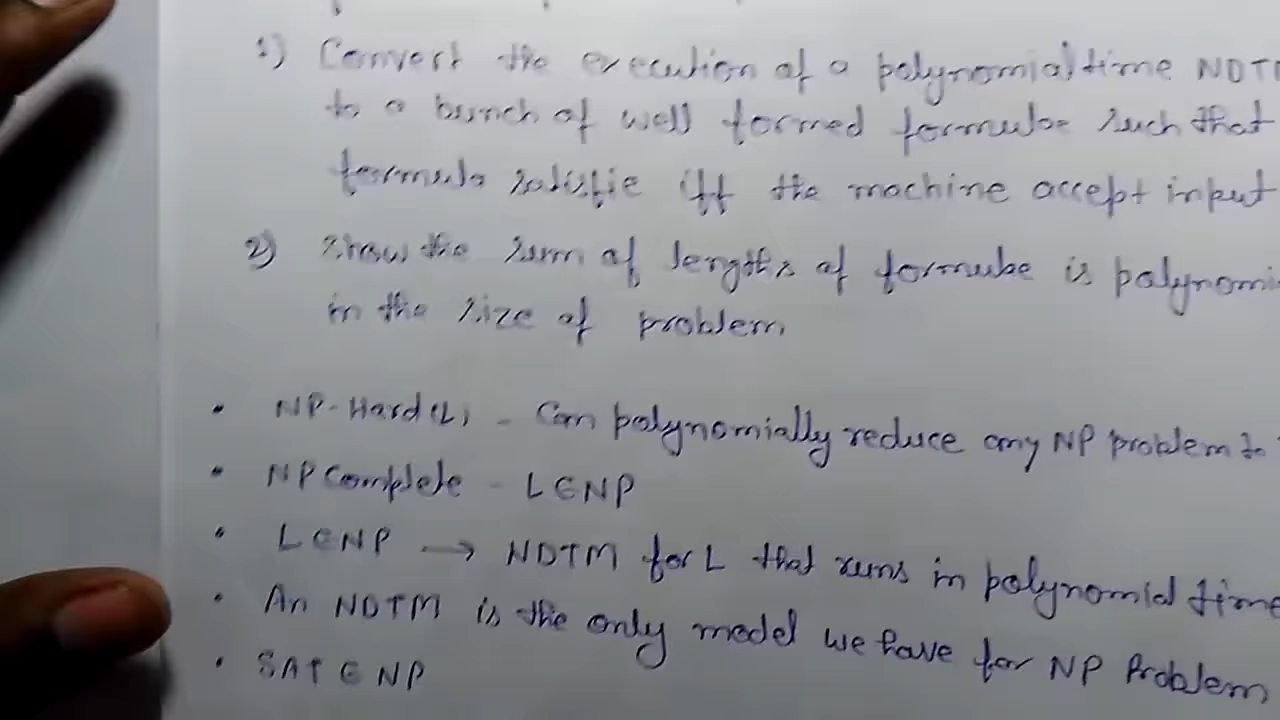 1) Convert the execution of a polynomial time NDTM
to a bunch of well formed formulae such that
formula satisfie iff the machine accept input
2) Show the sum of lengths of formulae is polynomi
in the size of problem
• NP-Hard(L) - Can polynomially reduce any NP problem to
• NP Complete - L∈NP
• L∈NP → NDTM for L that runs in polynomial time
• An NDTM is the only model we have for NP Problem
• SAT ∈ NP